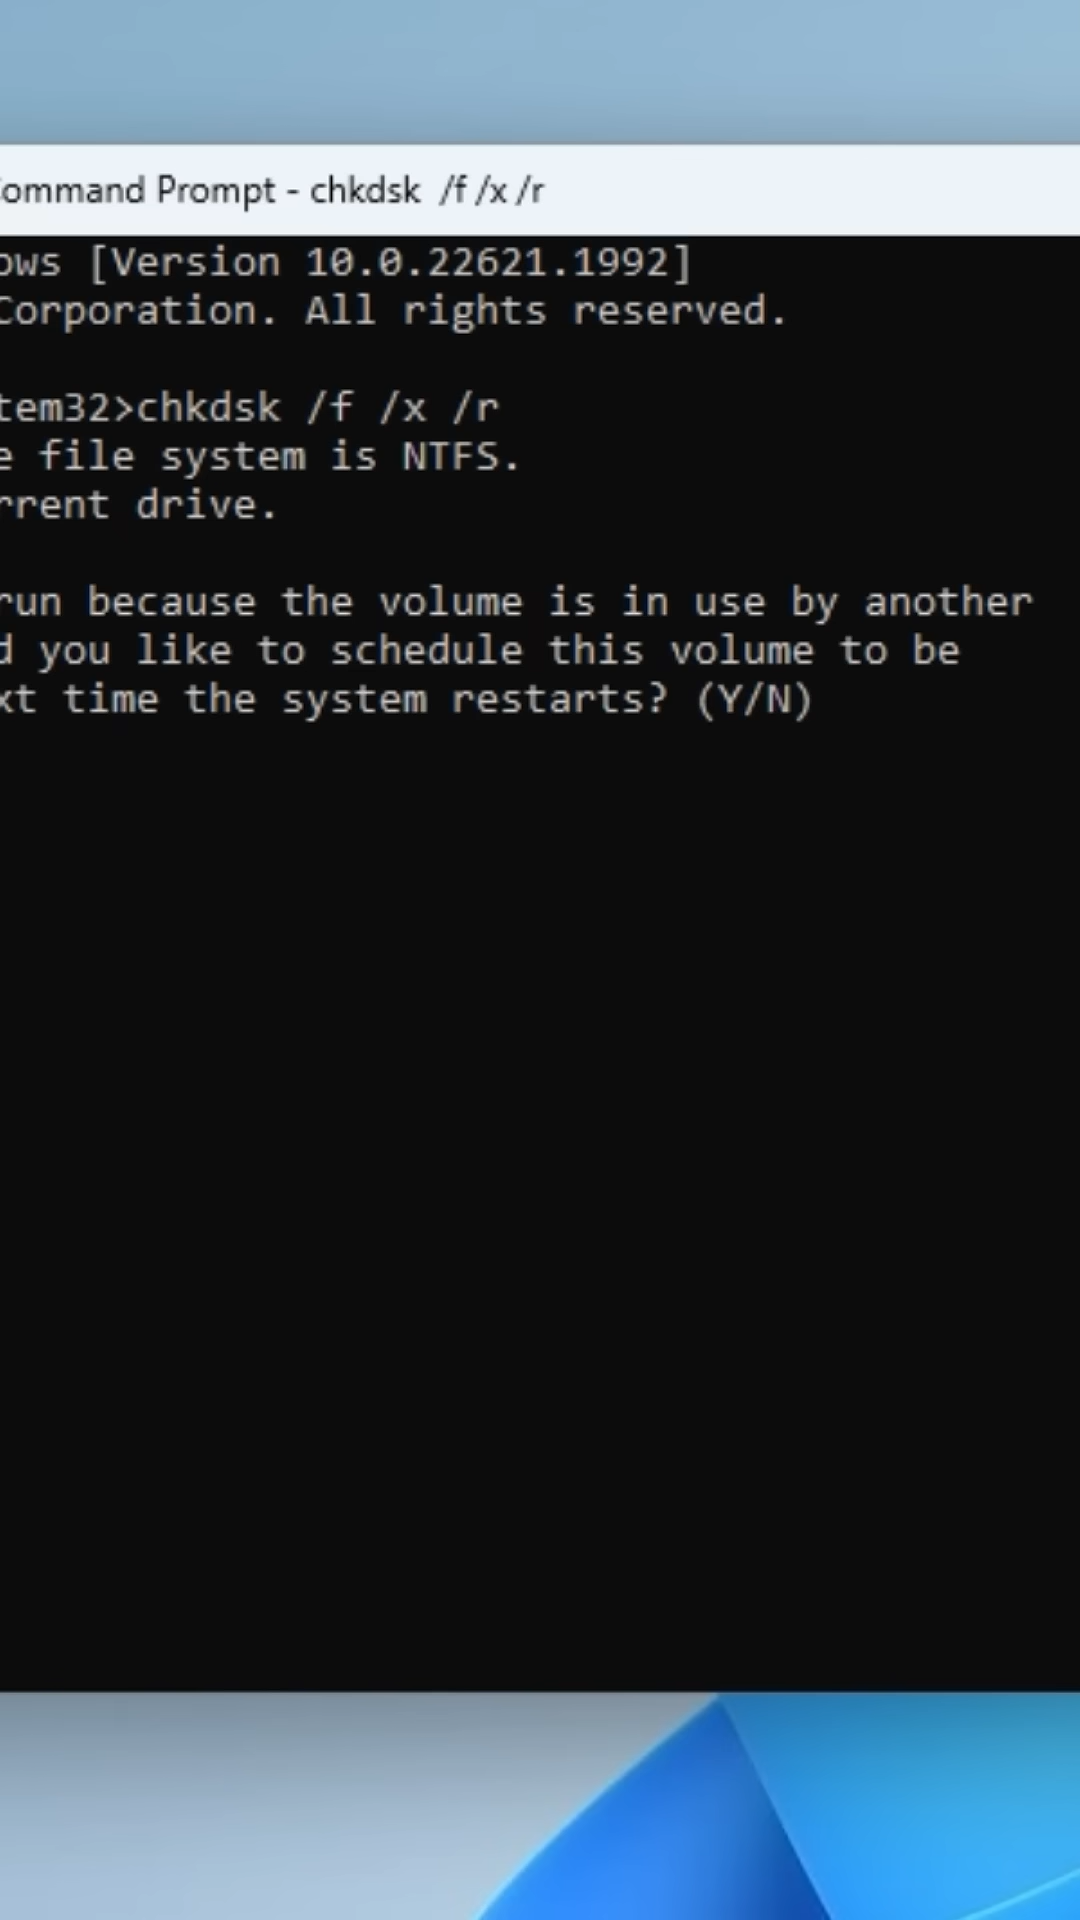 ommand Prompt - chkdsk /f /x /r
ows [Version 10.0.22621.1992]
Corporation. All rights reserved.
tem32>chkdsk /f /x /r
e file system is NTFS.
rrent drive.
run because the volume is in use by another
d you like to schedule this volume to be
xt time the system restarts? (Y/N)